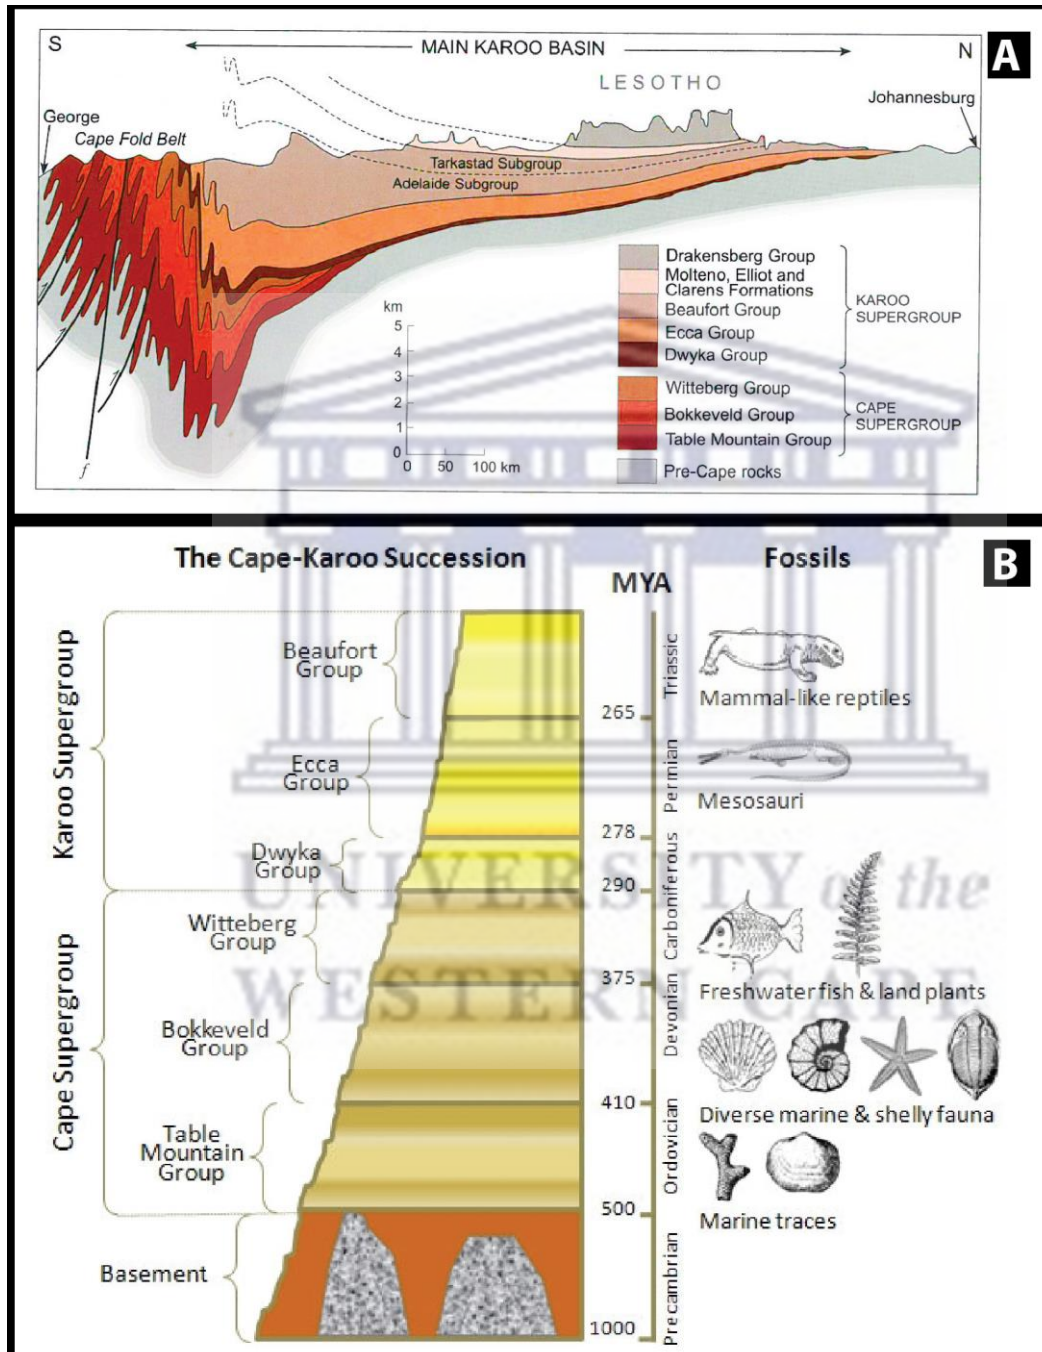 S
MAIN KAROO BASIN
N
A
LESOTHO
George
Johannesburg
Cape Fold Belt
Tarkastad Subgroup
Adelaide Subgroup
Drakensberg Group
Molteno, Elliot and
Clarens Formations
Beaufort Group
Ecca Group
Dwyka Group
KAROO
SUPERGROUP
Witteberg Group
Bokkeveld Group
Table Mountain Group
CAPE
SUPERGROUP
Pre-Cape rocks
km
5
4
3
2
1
0
0 50 100 km
f
The Cape-Karoo Succession
Fossils
B
MYA
Karoo Supergroup
Beaufort
Group
Ecca
Group
Dwyka
Group
Cape Supergroup
Witteberg
Group
Bokkeveld
Group
Table
Mountain
Group
Basement
265
278
290
375
410
500
1000
Triassic
Permian
Carboniferous
Devonian
Ordovician
Precambrian
Mammal-like reptiles
Mesosauri
Freshwater fish & land plants
Diverse marine & shelly fauna
Marine traces
UNIVERSITY of the
WESTERN CAPE